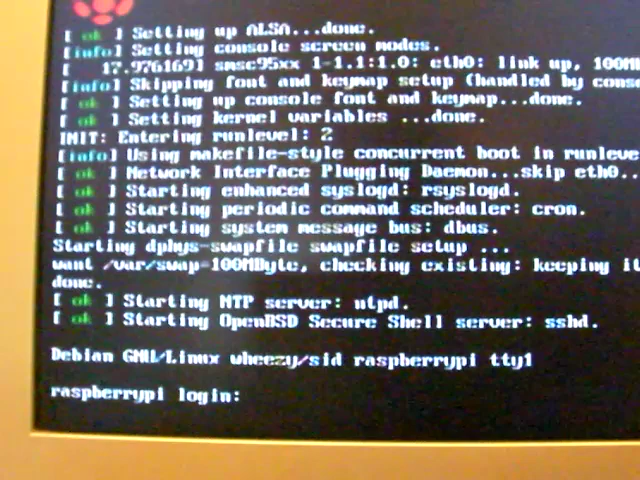 [ ok ] Setting up ALSA...done.
[info] Setting console screen modes.
[   17.976169] smsc95xx 1-1.1:1.0: eth0: link up, 100M
[info] Skipping font and keymap setup (handled by cons
[ ok ] Setting up console font and keymap...done.
[ ok ] Setting kernel variables ...done.
INIT: Entering runlevel: 2
[info] Using makefile-style concurrent boot in runleve
[ ok ] Network Interface Plugging Daemon...skip eth0..
[ ok ] Starting enhanced syslogd: rsyslogd.
[ ok ] Starting periodic command scheduler: cron.
[ ok ] Starting system message bus: dbus.
Starting dphys-swapfile swapfile setup ...
want /var/swap=100MByte, checking existing: keeping it
done.
[ ok ] Starting NTP server: ntpd.
[ ok ] Starting OpenBSD Secure Shell server: sshd.
Debian GNU/Linux wheezy/sid raspberrypi tty1
raspberrypi login: